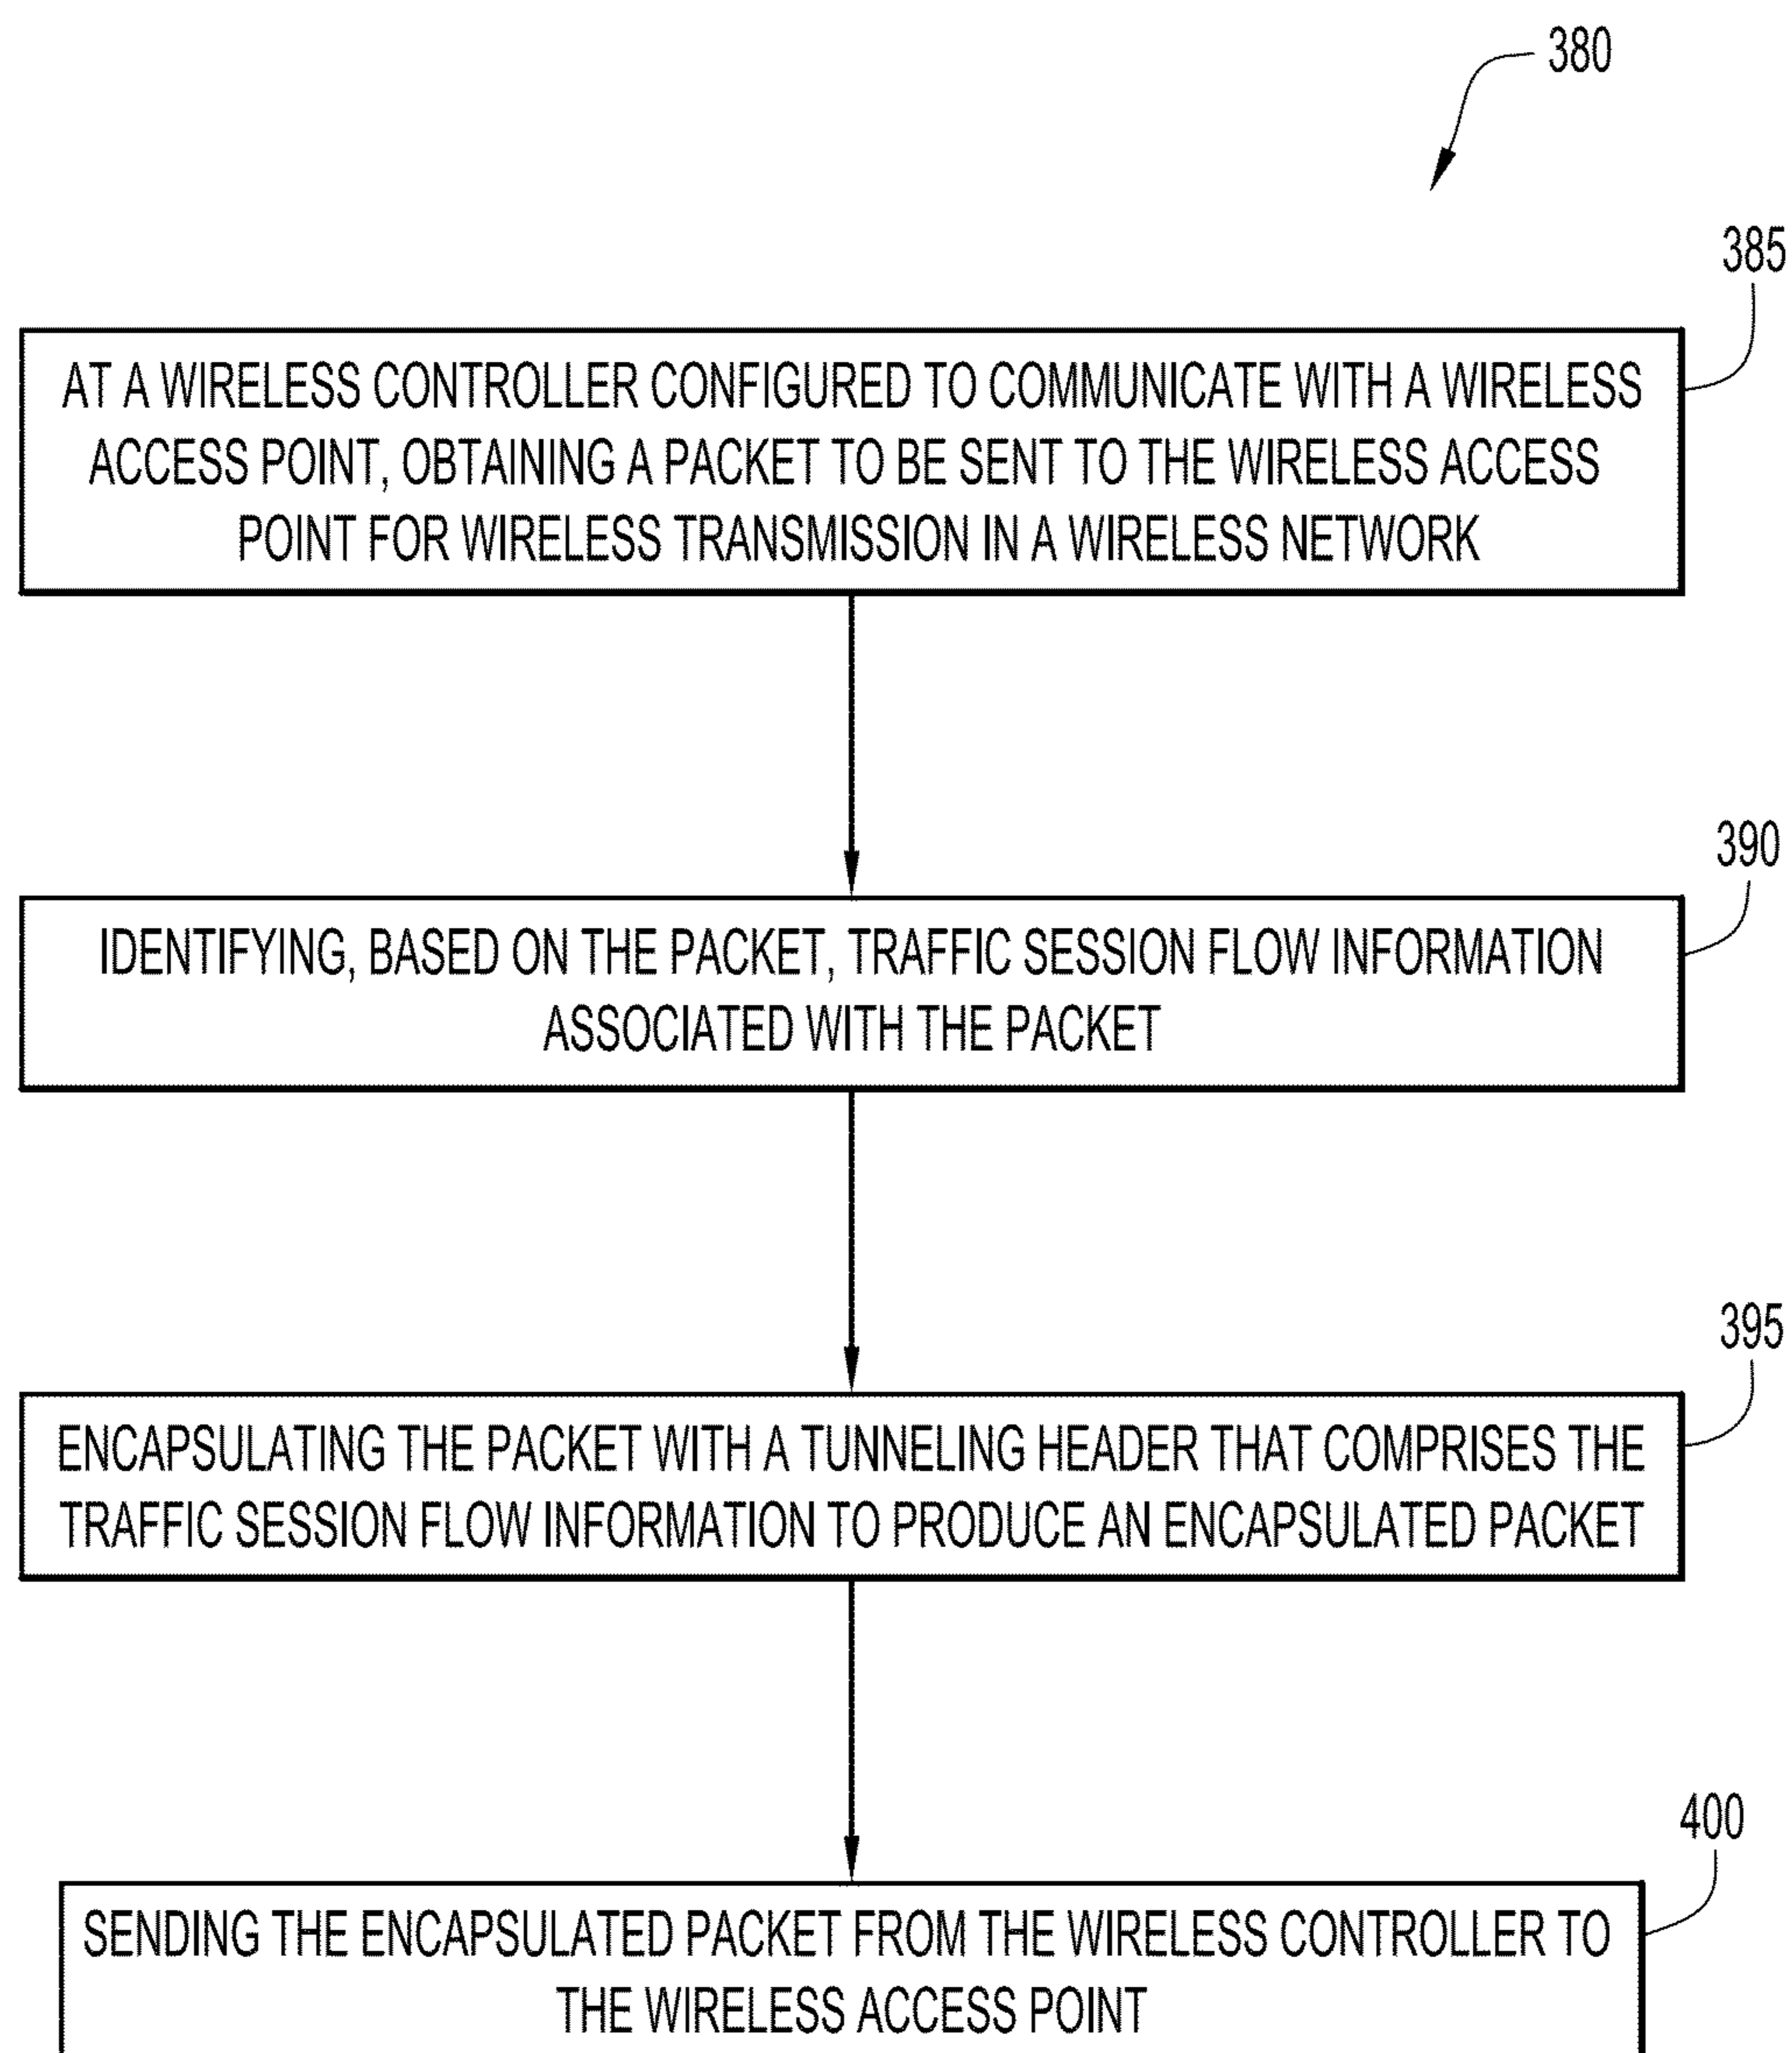 380
385
AT A WIRELESS CONTROLLER CONFIGURED TO COMMUNICATE WITH A WIRELESS
ACCESS POINT, OBTAINING A PACKET TO BE SENT TO THE WIRELESS ACCESS
POINT FOR WIRELESS TRANSMISSION IN A WIRELESS NETWORK
390
IDENTIFYING, BASED ON THE PACKET, TRAFFIC SESSION FLOW INFORMATION
ASSOCIATED WITH THE PACKET
395
ENCAPSULATING THE PACKET WITH A TUNNELING HEADER THAT COMPRISES THE
TRAFFIC SESSION FLOW INFORMATION TO PRODUCE AN ENCAPSULATED PACKET
400
SENDING THE ENCAPSULATED PACKET FROM THE WIRELESS CONTROLLER TO
THE WIRELESS ACCESS POINT